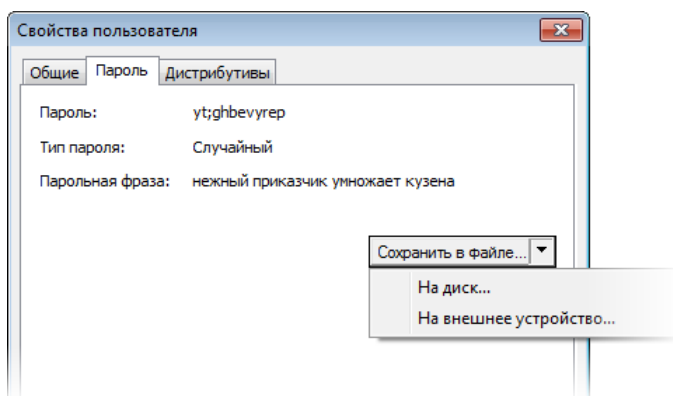 Свойства пользователя
Общие Пароль Дистрибутивы
Пароль: yt;ghbevyrep
Тип пароля: Случайный
Парольная фраза: нежный приказчик умножает кузена
Сохранить в файле...
На диск...
На внешнее устройство...